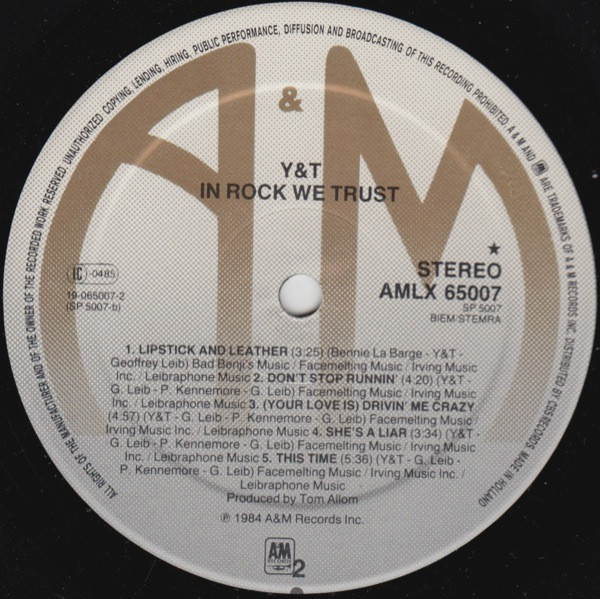 ALL RIGHTS OF THE MANUFACTURER AND OF THE OWNER OF THE RECORDED WORK RESERVED. UNAUTHORIZED COPYING, LENDING, HIRING, PUBLIC PERFORMANCE, DIFFUSION AND BROADCASTING OF THIS RECORDING PROHIBITED. A & M AND AM ARE TRADEMARKS OF A & M RECORDS INC. DISTRIBUTED BY CBS RECORDS. MADE IN HOLLAND
A & M
Y&T
IN ROCK WE TRUST
IC -0485
19-065007-2
(SP 5007-b)
★
STEREO
AMLX 65007
SP 5007
BIEM/STEMRA
1. LIPSTICK AND LEATHER (3:25) (Bennie La Barge - Y&T -
Geoffrey Leib) Bad Benji's Music / Facemelting Music / Irving Music
Inc. / Leibraphone Music 2. DON'T STOP RUNNIN' (4:20) (Y&T -
G. Leib - P. Kennemore - G. Leib) Facemelting Music / Irving Music
Inc. / Leibraphone Music 3. (YOUR LOVE IS) DRIVIN' ME CRAZY
(4:57) (Y&T - G. Leib - P. Kennemore - G. Leib) Facemelting Music /
Irving Music Inc. / Leibraphone Music 4. SHE'S A LIAR (3:34) (Y&T -
G. Leib - P. Kennemore - G. Leib) Facemelting Music / Irving Music
Inc. / Leibraphone Music 5. THIS TIME (5:36) (Y&T - G. Leib -
P. Kennemore - G. Leib) Facemelting Music / Irving Music Inc. /
Leibraphone Music
Produced by Tom Allom
℗ 1984 A&M Records Inc.
AM
RECORDS
2